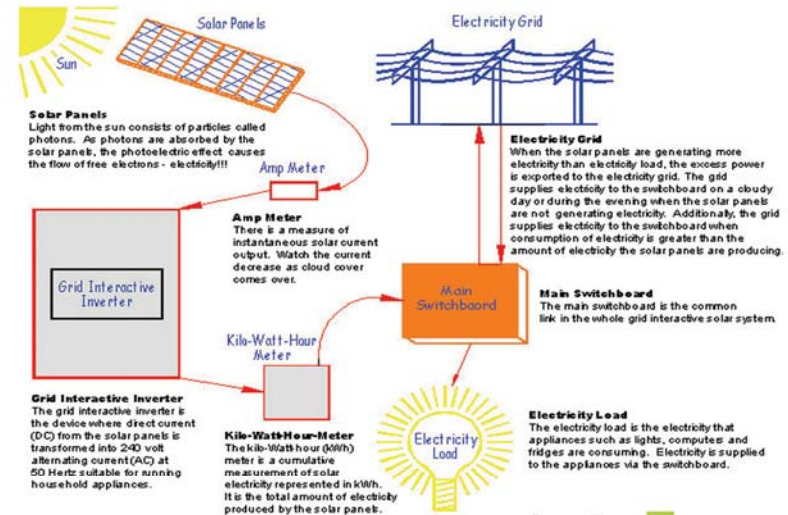 Solar Panels
Electricity Grid
Sun
Solar Panels
Light from the sun consists of particles called
photons. As photons are absorbed by the
solar panels, the photoelectric effect causes
the flow of free electrons - electricity!!!
Amp Meter
Electricity Grid
When the solar panels are generating more
electricity than electricity load, the excess power
is exported to the electricity grid. The grid
supplies electricity to the switchboard on a cloudy
day or during the evening when the solar panels
are not generating electricity. Additionally, the grid
supplies electricity to the switchboard when
consumption of electricity is greater than the
amount of electricity the solar panels are producing.
Amp Meter
There is a measure of
instantaneous solar current
output. Watch the current
decrease as cloud cover
comes over.
Grid Interactive
Inverter
Main
Switchbaord
Main Switchboard
The main switchboard is the common
link in the whole grid interactive solar system.
Kilo-Watt-Hour
Meter
Grid Interactive Inverter
The grid interactive inverter is
the device where direct current
(DC) from the solar panels is
transformed into 240 volt
alternating current (AC) at
50 Hertz suitable for running
household appliances.
Kilo-Watt-Hour-Meter
The kilo-Watt-hour (kWh)
meter is a cumulative
measurement of solar
electricity represented in kWh.
It is the total amount of electricity
produced by the solar panels.
Electricity
Load
Electricity Load
The electricity load is the electricity that
appliances such as lights, computers and
fridges are consuming. Electricity is supplied
to the appliances via the switchboard.